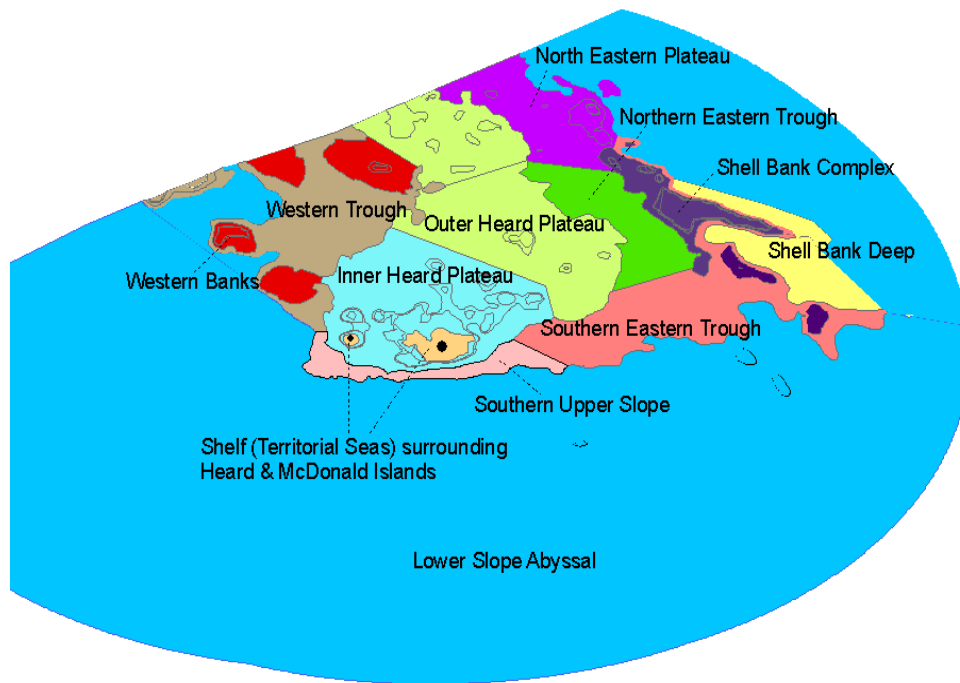 North Eastern Plateau
Northern Eastern Trough
Shell Bank Complex
Western Trough
Outer Heard Plateau
Shell Bank Deep
Western Banks
Inner Heard Plateau
Southern Eastern Trough
Southern Upper Slope
Shelf (Territorial Seas) surrounding
Heard & McDonald Islands
Lower Slope Abyssal